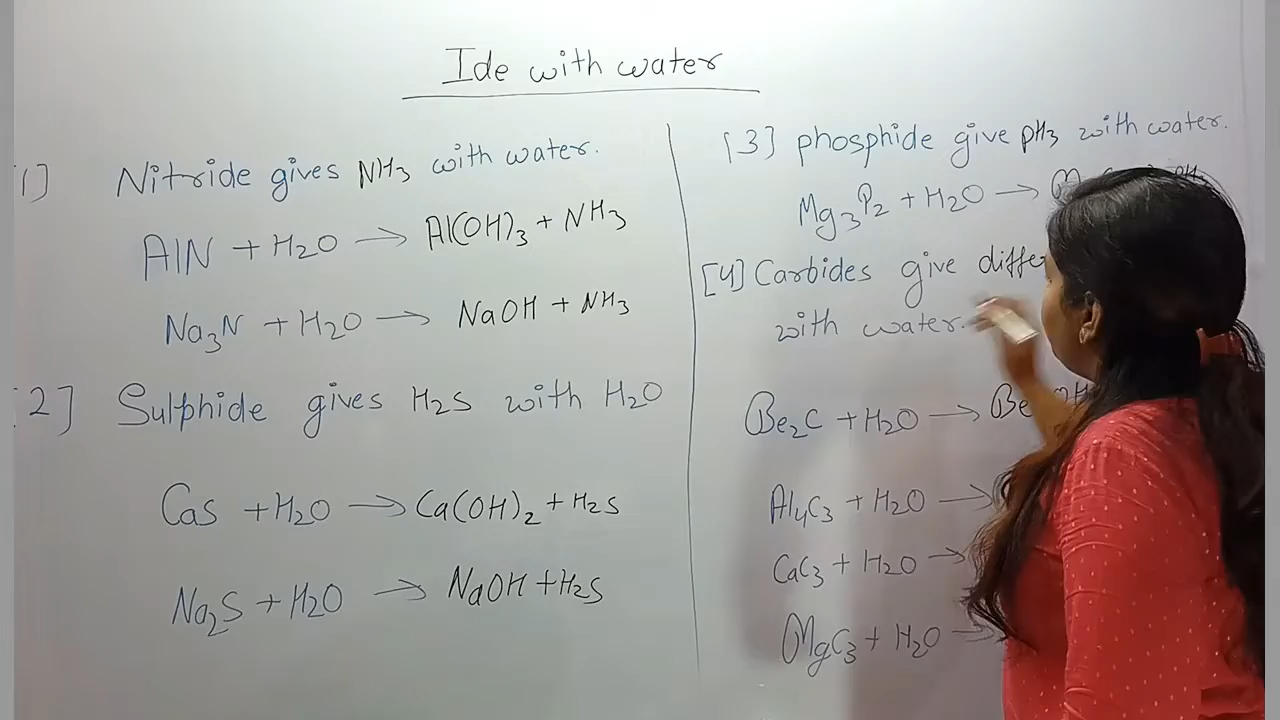 Ide with water
1] Nitride gives NH3 with water.
AlN + H2O → Al(OH)3 + NH3
Na3N + H2O → NaOH + NH3
[2] Sulphide gives H2S with H2O
CaS + H2O → Ca(OH)2 + H2S
Na2S + H2O → NaOH + H2S
[3] phosphide give pH3 with water.
Mg3P2 + H2O →
[4] Carbides give
with water.
Be2C + H2O → Be
Al4C3 + H2O →
CaC3 + H2O →
MgC3 + H2O →